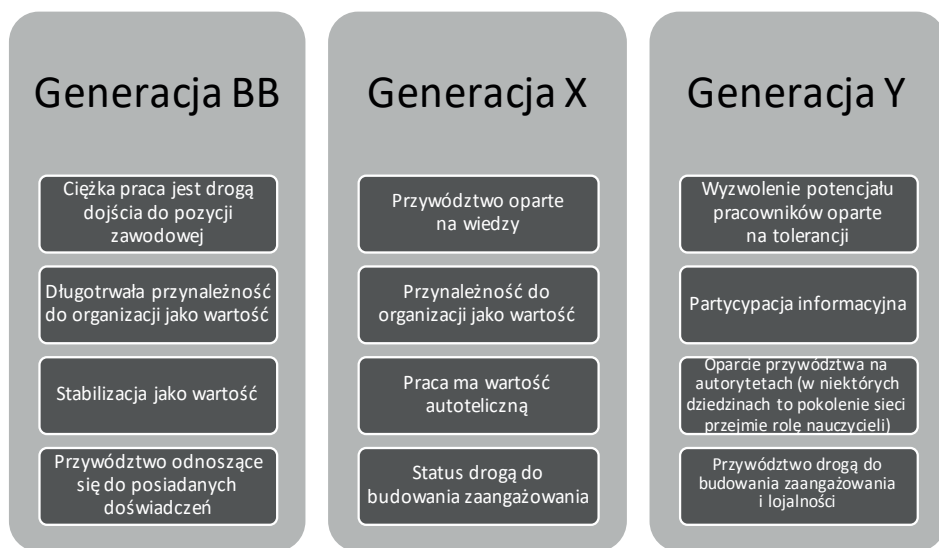 Generacja BB
Ciężka praca jest drogą
dojścia do pozycji
zawodowej
Długotrwała przynależność
do organizacji jako wartość
Stabilizacja jako wartość
Przywództwo odnoszące
się do posiadanych
doświadczeń
Generacja X
Przywództwo oparte
na wiedzy
Przynależność do
organizacji jako wartość
Praca ma wartość
autoteliczną
Status drogą do
budowania zaangażowania
Generacja Y
Wyzwolenie potencjału
pracowników oparte
na tolerancji
Partycypacja informacyjna
Oparcie przywództwa na
autorytetach (w niektórych
dziedzinach to pokolenie sieci
przejmie rolę nauczycieli)
Przywództwo drogą do
budowania zaangażowania
i lojalności